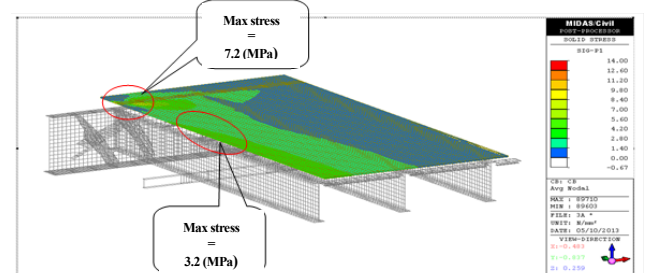 Max stress
=
7.2 (MPa)
Max stress
=
3.2 (MPa)
MIDAS/Civil
POST-PROCESSOR
SOLID STRESS
SIG-P1
14.00
12.60
11.20
9.80
8.40
7.00
5.60
4.20
2.80
1.40
0.00
-0.67
CB: CB
Avg Nodal
MAX : 89710
MIN : 89603
FILE: 3A *
UNIT: N/mm²
DATE: 05/10/2013
VIEW-DIRECTION
X:-0.483
Y:-0.837
Z: 0.259